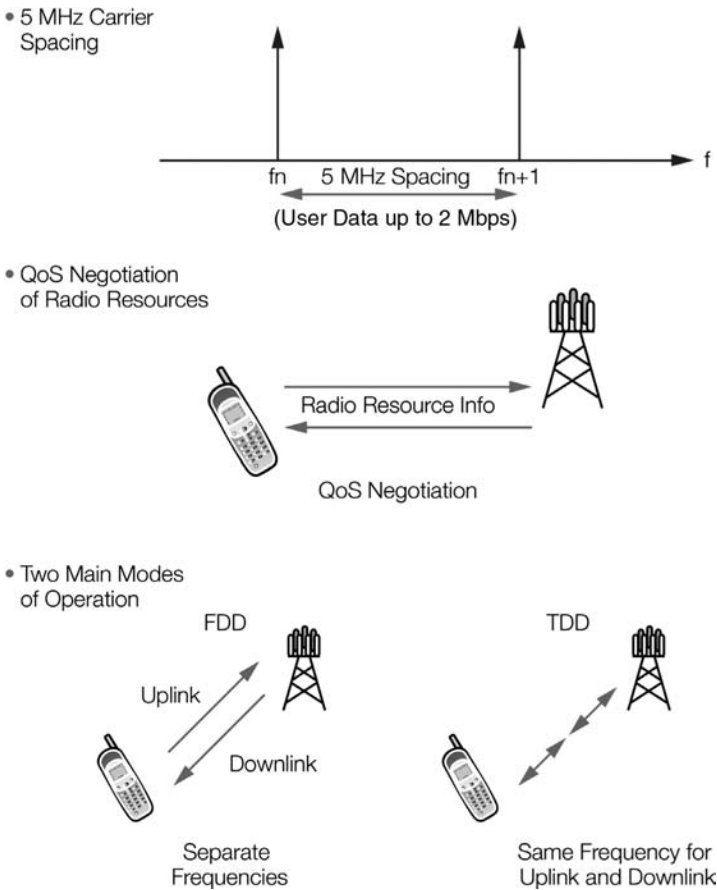 • 5 MHz Carrier
Spacing
f
fn 5 MHz Spacing fn+1
(User Data up to 2 Mbps)
• QoS Negotiation
of Radio Resources
Radio Resource Info
QoS Negotiation
• Two Main Modes
of Operation
FDD
Uplink
Downlink
Separate
Frequencies
TDD
Same Frequency for
Uplink and Downlink